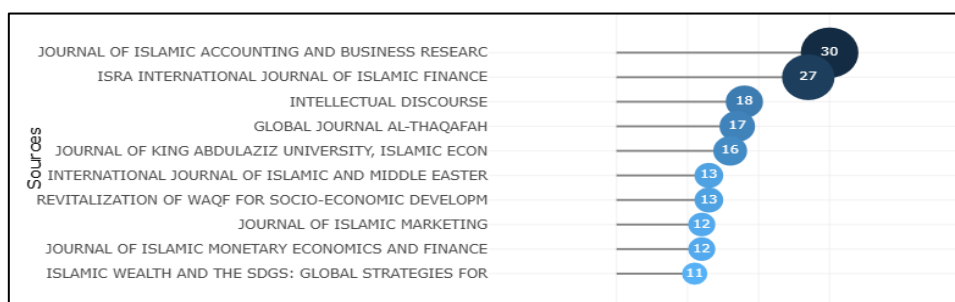 JOURNAL OF ISLAMIC ACCOUNTING AND BUSINESS RESEARC 30
ISRA INTERNATIONAL JOURNAL OF ISLAMIC FINANCE 27
INTELLECTUAL DISCOURSE 18
GLOBAL JOURNAL AL-THAQAFAH 17
JOURNAL OF KING ABDULAZIZ UNIVERSITY, ISLAMIC ECON 16
INTERNATIONAL JOURNAL OF ISLAMIC AND MIDDLE EASTER 13
REVITALIZATION OF WAQF FOR SOCIO-ECONOMIC DEVELOPM 13
JOURNAL OF ISLAMIC MARKETING 12
JOURNAL OF ISLAMIC MONETARY ECONOMICS AND FINANCE 12
ISLAMIC WEALTH AND THE SDGS: GLOBAL STRATEGIES FOR 11
Sources